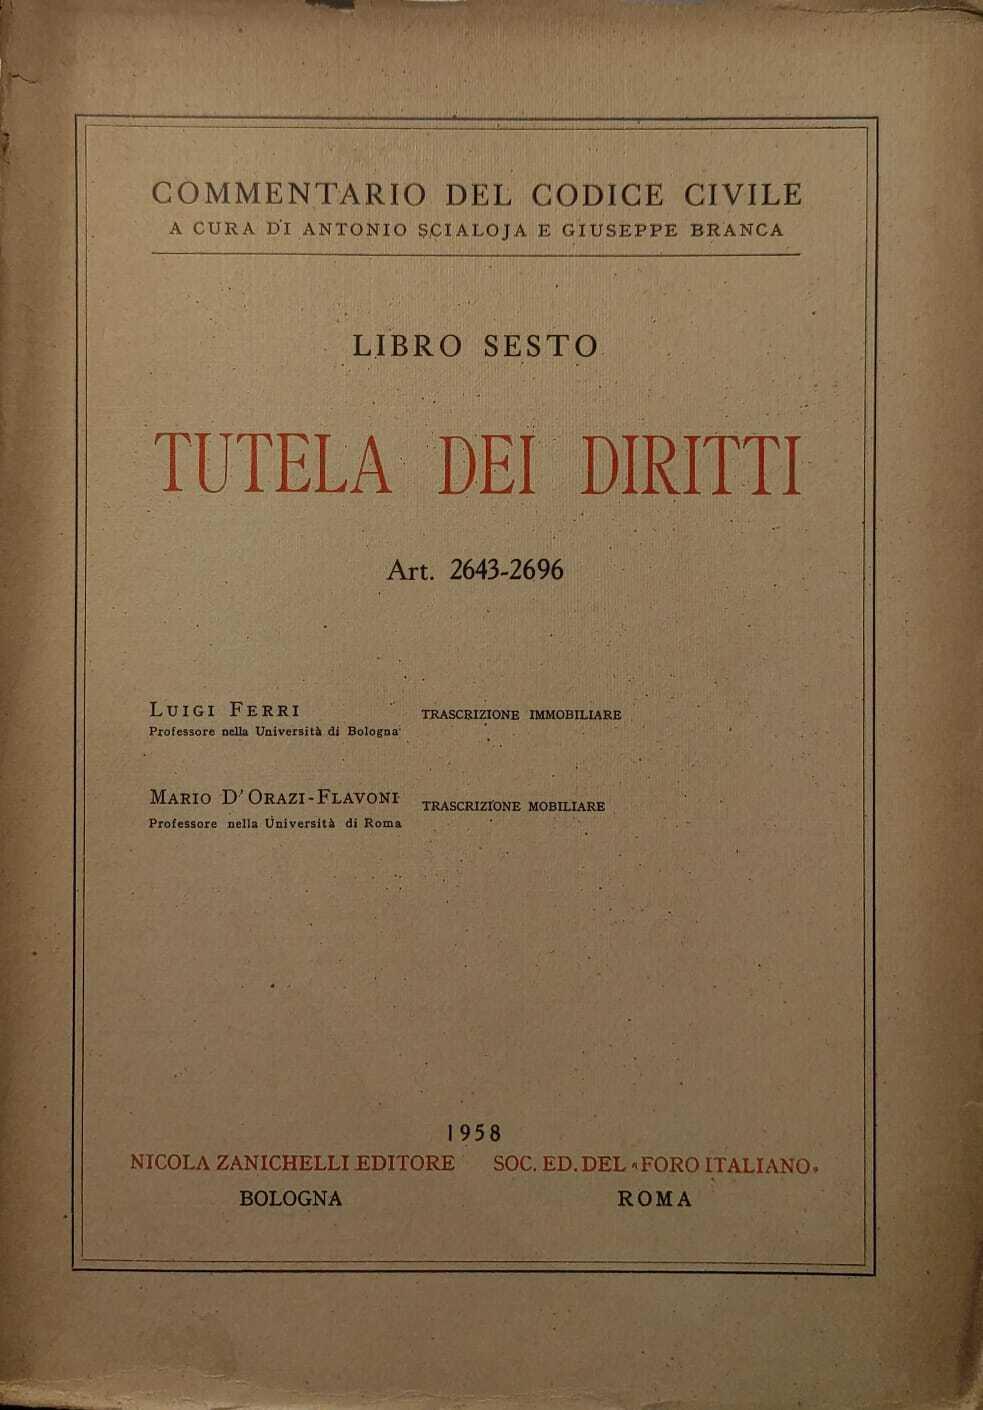 COMMENTARIO DEL CODICE CIVILE
A CURA DI ANTONIO SCIALOJA E GIUSEPPE BRANCA
LIBRO SESTO
TUTELA DEI DIRITTI
Art. 2643-2696
LUIGI FERRI TRASCRIZIONE IMMOBILIARE
Professore nella Università di Bologna
MARIO D'ORAZI-FLAVONI TRASCRIZIONE MOBILIARE
Professore nella Università di Roma
1958
NICOLA ZANICHELLI EDITORE SOC. ED. DEL «FORO ITALIANO»
BOLOGNA ROMA